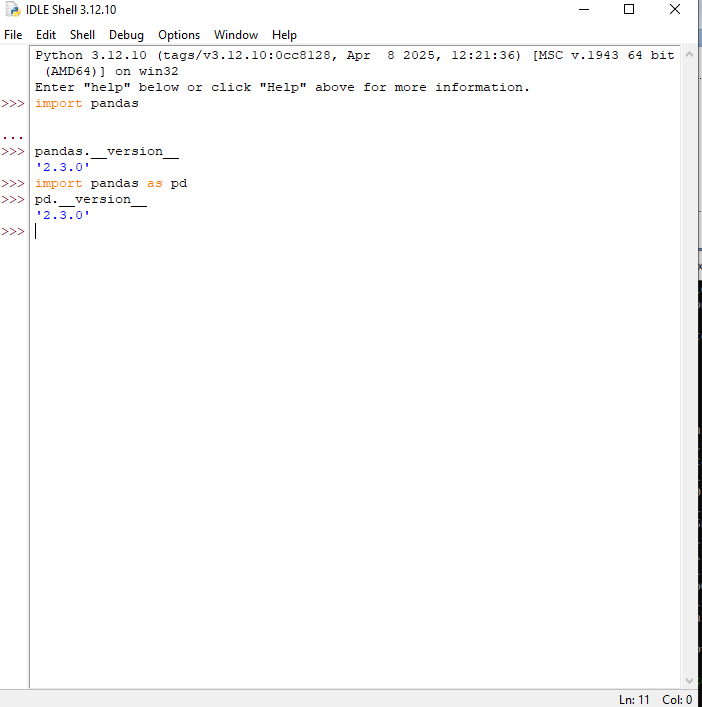 IDLE Shell 3.12.10
File Edit Shell Debug Options Window Help
Python 3.12.10 (tags/v3.12.10:0cc8128, Apr  8 2025, 12:21:36) [MSC v.1943 64 bit
 (AMD64)] on win32
Enter "help" below or click "Help" above for more information.
>>> import pandas
...
>>> pandas.__version__
'2.3.0'
>>> import pandas as pd
>>> pd.__version__
'2.3.0'
>>>
Ln: 11 Col: 0